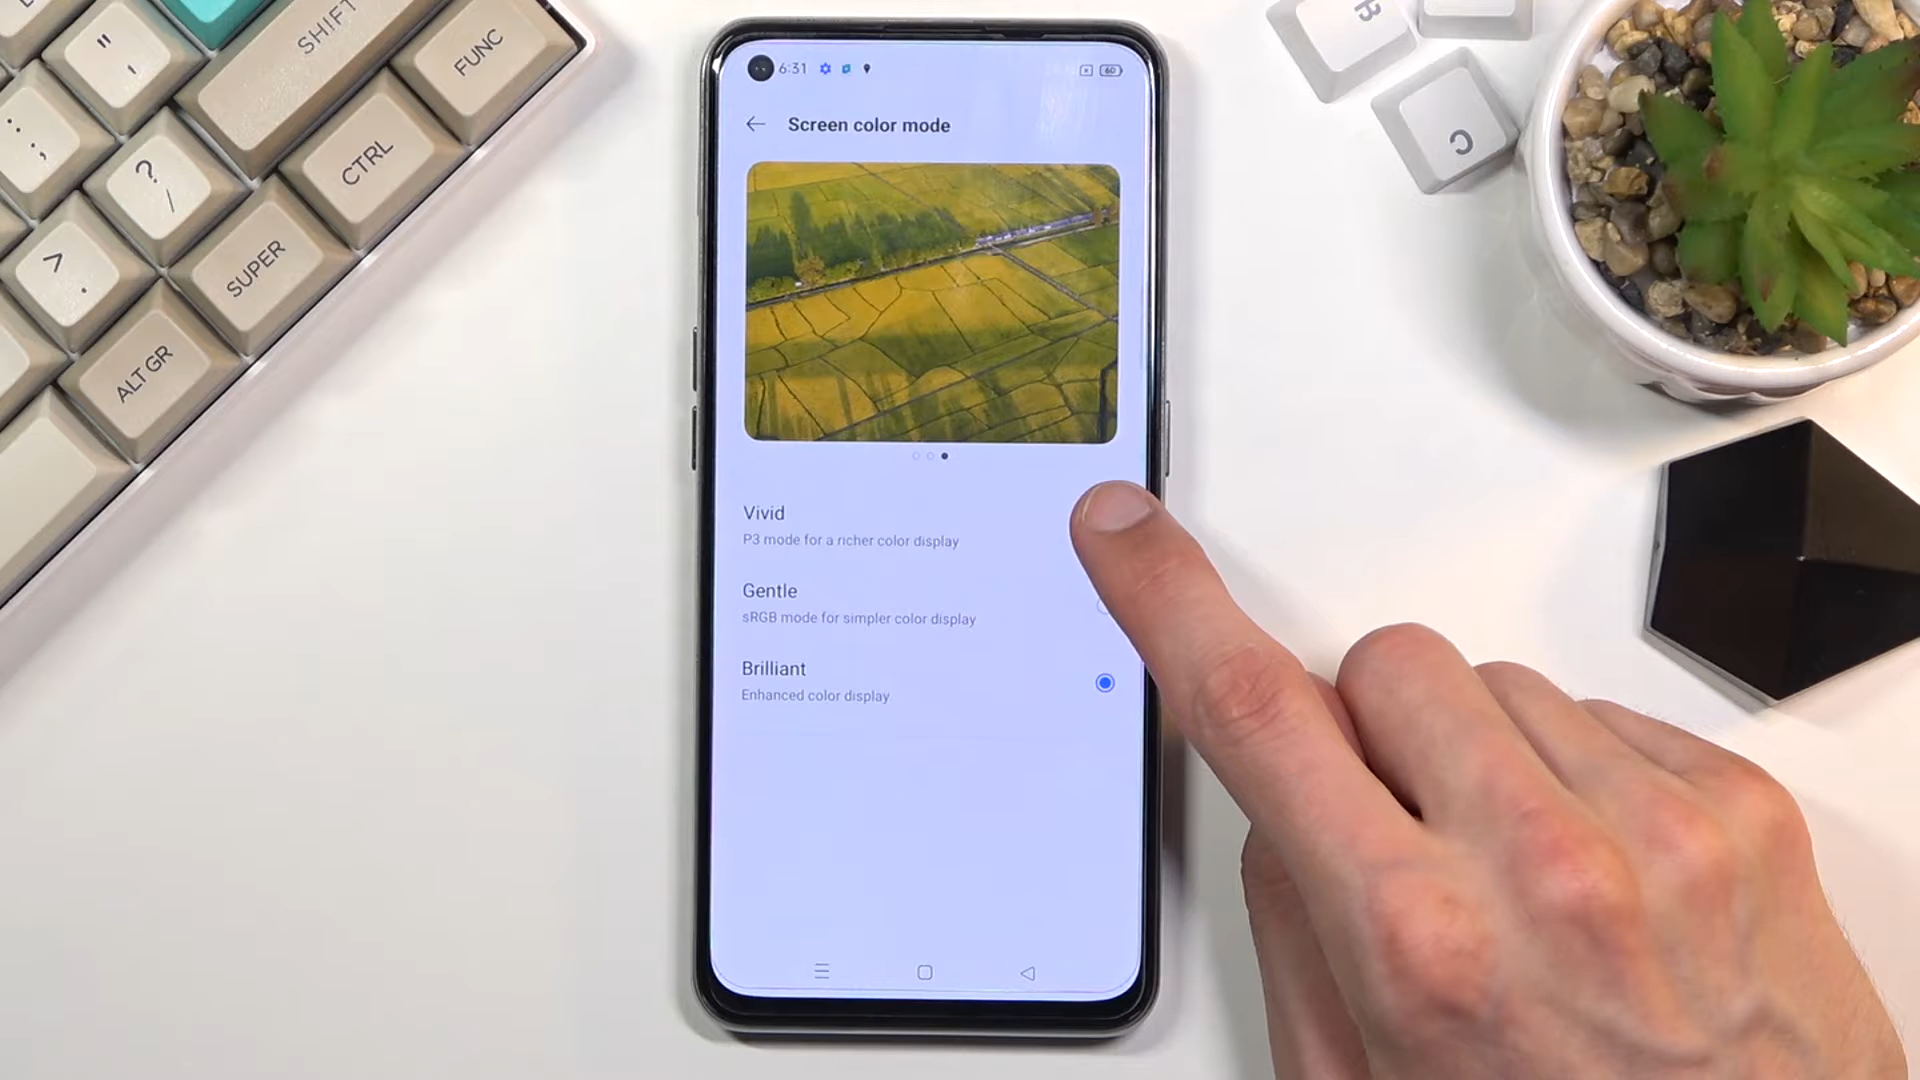 SHIFT
FUNC
" ,
CTRL
: ;
? /
SUPER
> .
ALT GR
R
C
6:31
60
Screen color mode
Vivid
P3 mode for a richer color display
Gentle
sRGB mode for simpler color display
Brilliant
Enhanced color display